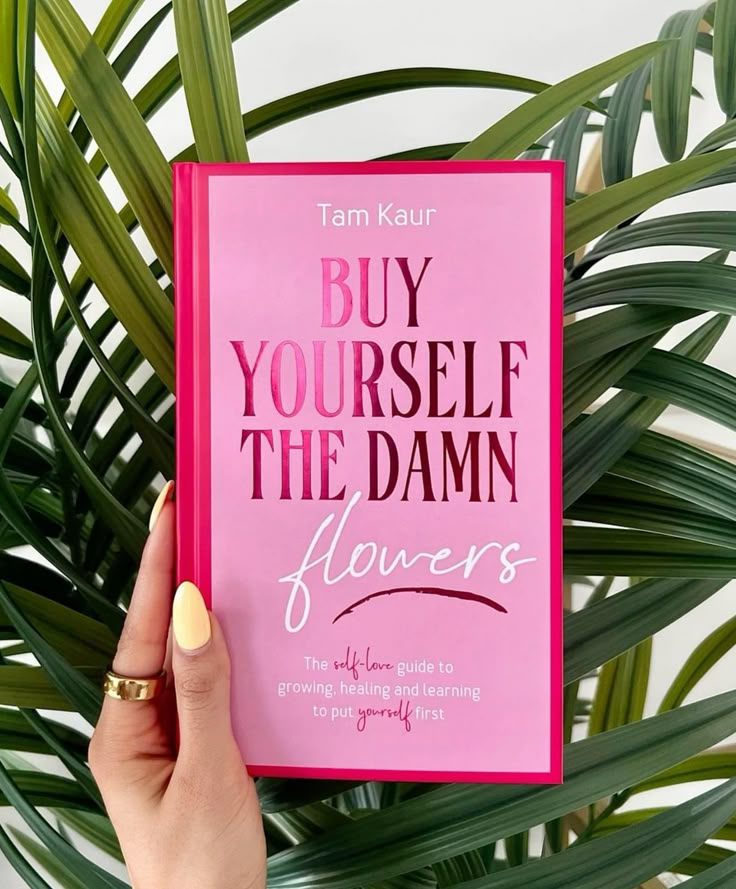 Tam Kaur
BUY
YOURSELF
THE DAMN
flowers
The self-love guide to
growing, healing and learning
to put yourself first